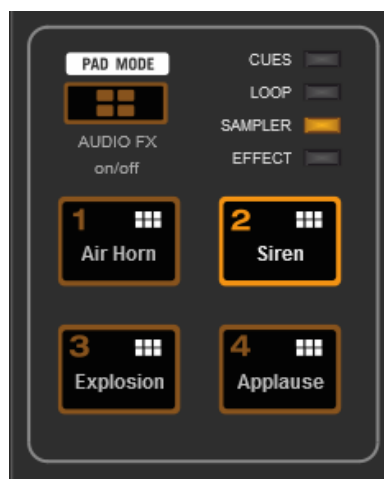 PAD MODE
AUDIO FX
on/off
CUES
LOOP
SAMPLER
EFFECT
1
Air Horn
2
Siren
3
Explosion
4
Applause